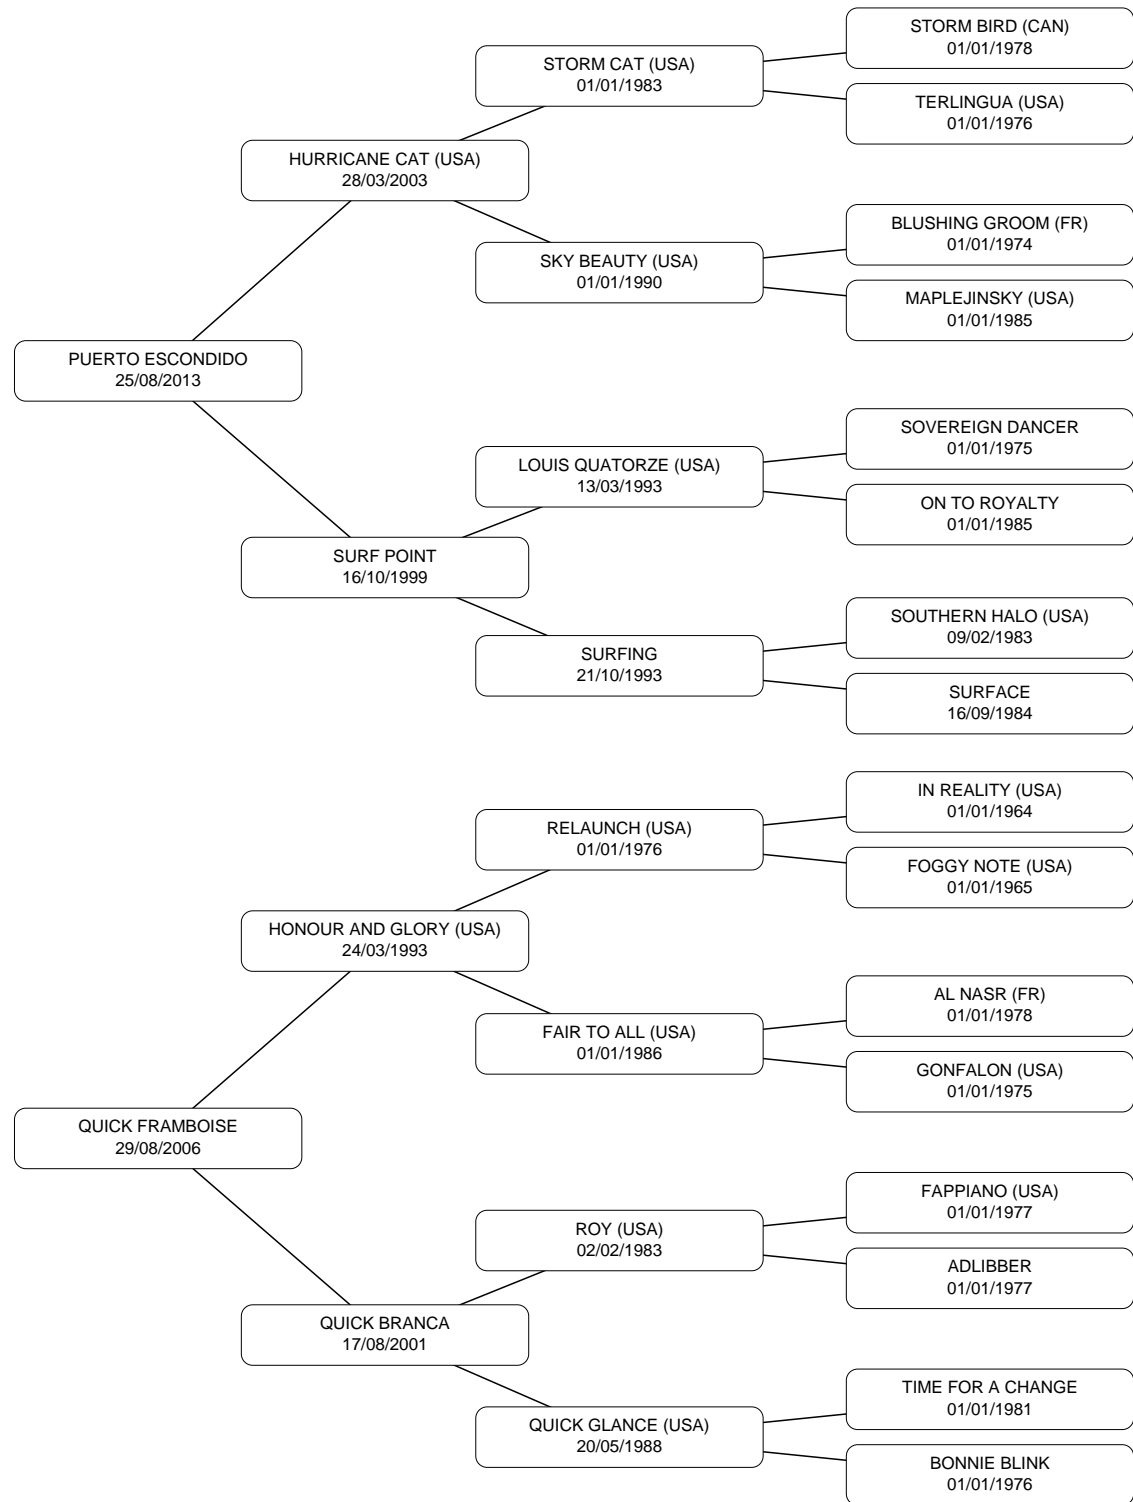 STORM BIRD (CAN)
01/01/1978
STORM CAT (USA)
01/01/1983
TERLINGUA (USA)
01/01/1976
HURRICANE CAT (USA)
28/03/2003
BLUSHING GROOM (FR)
01/01/1974
SKY BEAUTY (USA)
01/01/1990
MAPLEJINSKY (USA)
01/01/1985
PUERTO ESCONDIDO
25/08/2013
SOVEREIGN DANCER
01/01/1975
LOUIS QUATORZE (USA)
13/03/1993
ON TO ROYALTY
01/01/1985
SURF POINT
16/10/1999
SOUTHERN HALO (USA)
09/02/1983
SURFING
21/10/1993
SURFACE
16/09/1984
IN REALITY (USA)
01/01/1964
RELAUNCH (USA)
01/01/1976
FOGGY NOTE (USA)
01/01/1965
HONOUR AND GLORY (USA)
24/03/1993
AL NASR (FR)
01/01/1978
FAIR TO ALL (USA)
01/01/1986
GONFALON (USA)
01/01/1975
QUICK FRAMBOISE
29/08/2006
FAPPIANO (USA)
01/01/1977
ROY (USA)
02/02/1983
ADLIBBER
01/01/1977
QUICK BRANCA
17/08/2001
TIME FOR A CHANGE
01/01/1981
QUICK GLANCE (USA)
20/05/1988
BONNIE BLINK
01/01/1976